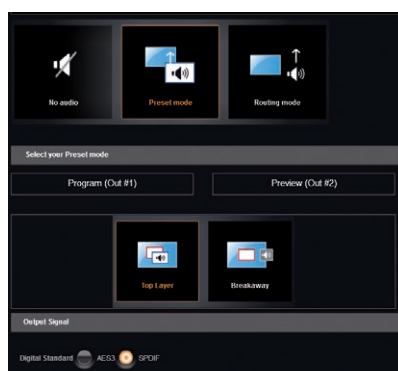 No audio
Preset mode
Routing mode
Select your Preset mode
Program (Out #1)
Preview (Out #2)
Top Layer
Breakaway
Output Signal
Digital Standard AES3 SPDIF